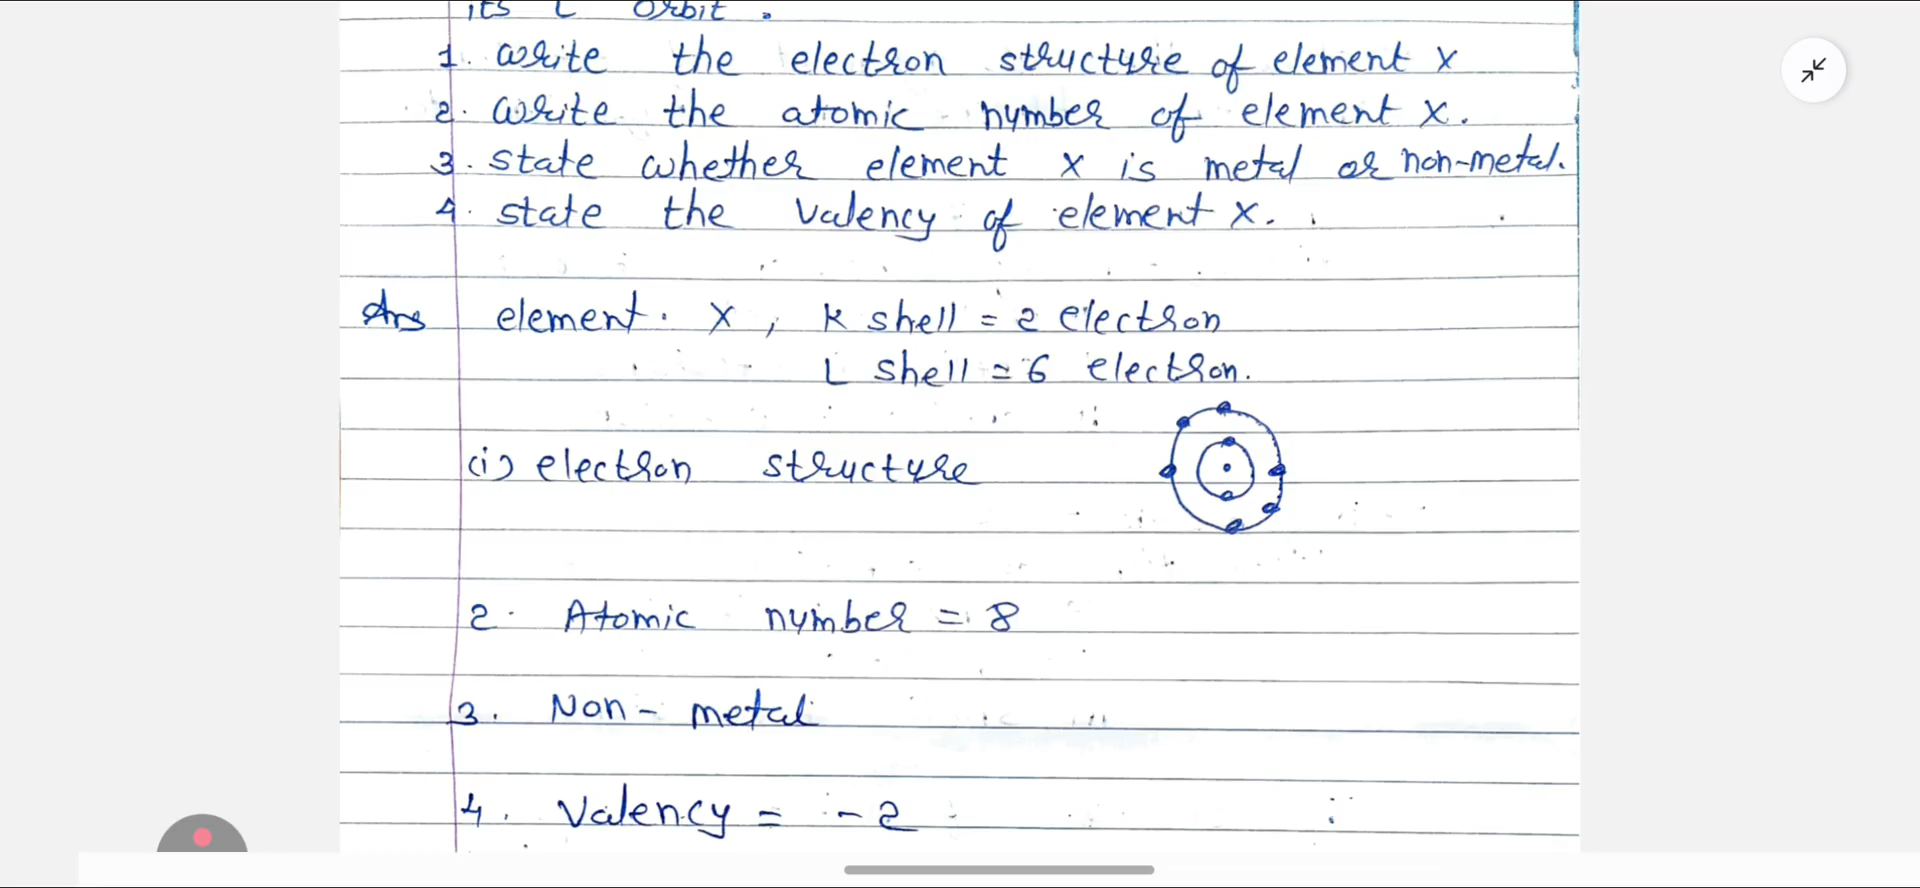 its L orbit.
1. write the electron structure of element x
2. write the atomic number of element x.
3. state whether element x is metal or non-metal.
4. state the valency of element x.
Ans element. x, K shell = 2 electron
L shell = 6 electron.
(i) electron structure
2. Atomic number = 8
3. Non-metal
4. Valency = -2